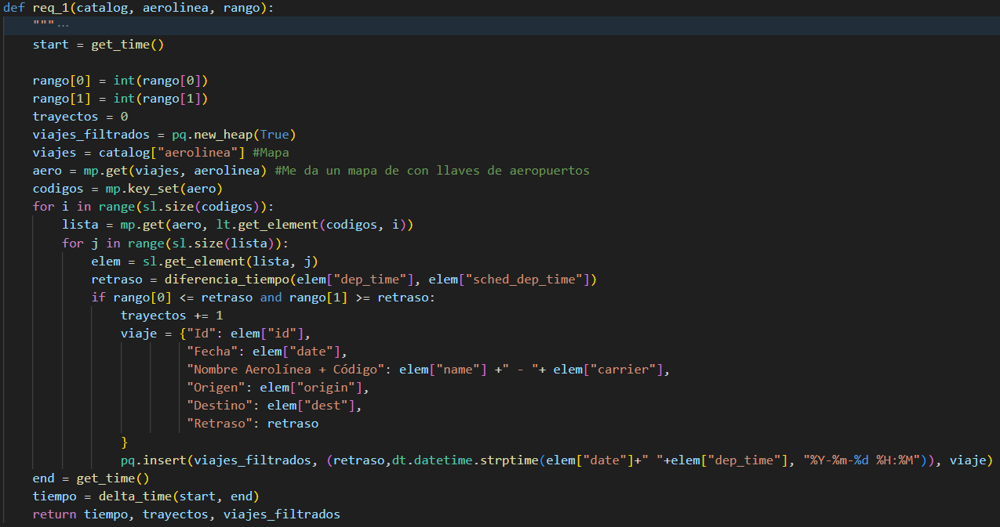 def req_1(catalog, aerolinea, rango):
    """ ...
    start = get_time()

    rango[0] = int(rango[0])
    rango[1] = int(rango[1])
    trayectos = 0
    viajes_filtrados = pq.new_heap(True)
    viajes = catalog["aerolinea"] #Mapa
    aero = mp.get(viajes, aerolinea) #Me da un mapa de con llaves de aeropuertos
    codigos = mp.key_set(aero)
    for i in range(sl.size(codigos)):
        lista = mp.get(aero, lt.get_element(codigos, i))
        for j in range(sl.size(lista)):
            elem = sl.get_element(lista, j)
            retraso = diferencia_tiempo(elem["dep_time"], elem["sched_dep_time"])
            if rango[0] <= retraso and rango[1] >= retraso:
                trayectos += 1
                viaje = {"Id": elem["id"],
                         "Fecha": elem["date"],
                         "Nombre Aerolínea + Código": elem["name"] +" - "+ elem["carrier"],
                         "Origen": elem["origin"],
                         "Destino": elem["dest"],
                         "Retraso": retraso
                }
                pq.insert(viajes_filtrados, (retraso,dt.datetime.strptime(elem["date"]+" "+elem["dep_time"], "%Y-%m-%d %H:%M")), viaje)
    end = get_time()
    tiempo = delta_time(start, end)
    return tiempo, trayectos, viajes_filtrados